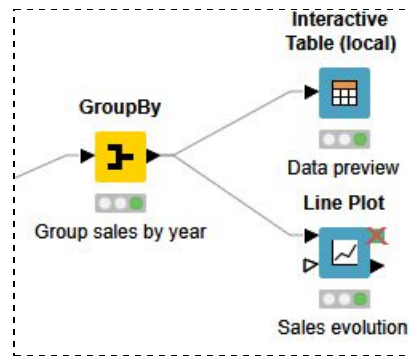 Interactive
Table (local)
GroupBy
Data preview
Group sales by year
Line Plot
Sales evolution